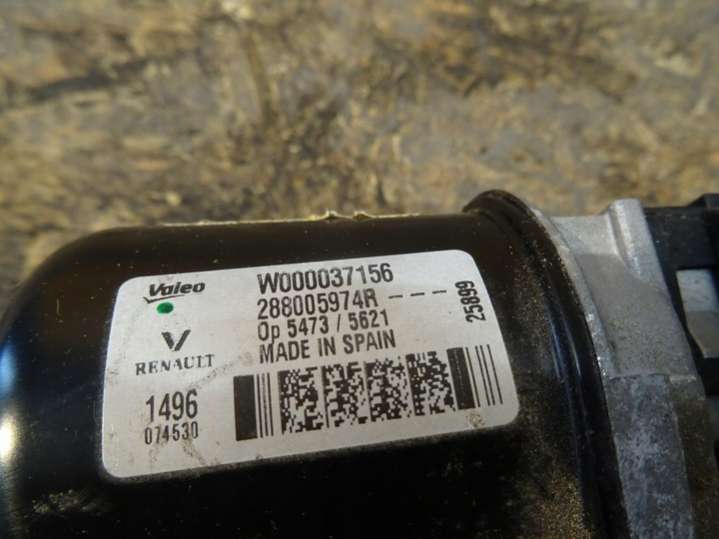 Valeo
W000037156
288005974R - - -
Op 5473 / 5621
MADE IN SPAIN
25899
RENAULT
1496
074530